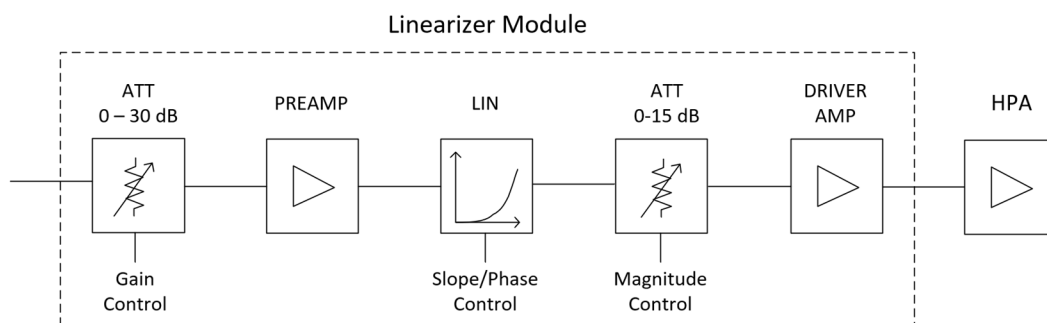 Linearizer Module
ATT
0 – 30 dB
PREAMP
LIN
ATT
0-15 dB
DRIVER
AMP
HPA
Gain
Control
Slope/Phase
Control
Magnitude
Control